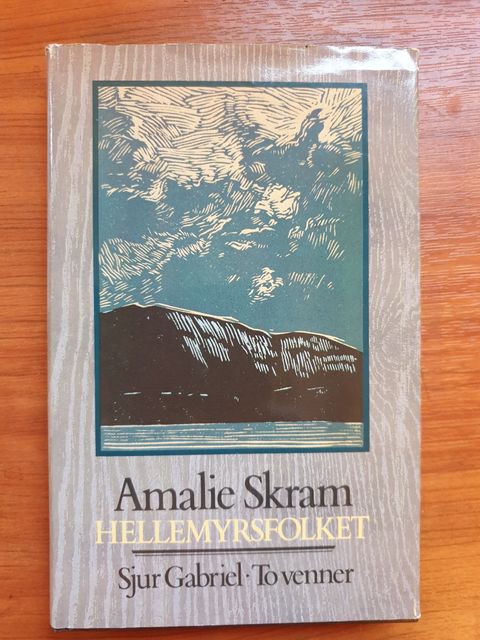 Amalie Skram
HELLEMYRSFOLKET
Sjur Gabriel · To venner